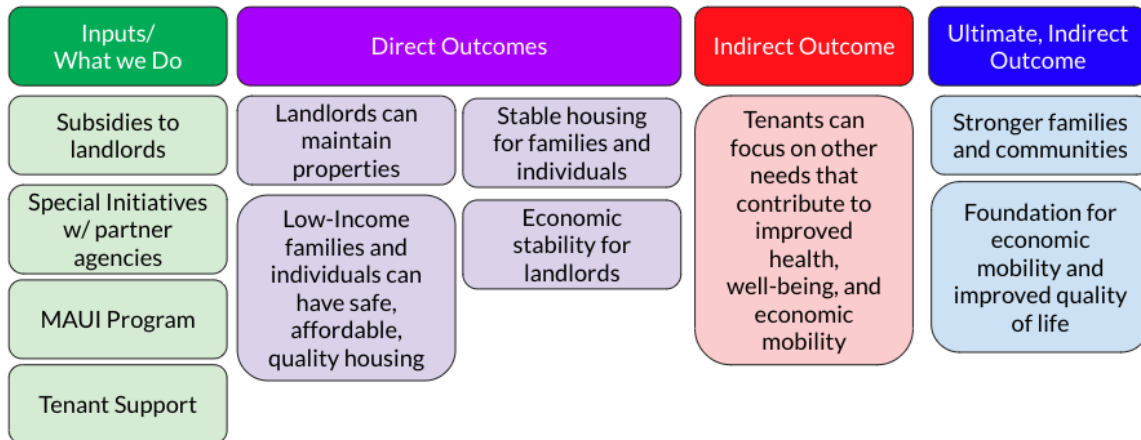 Inputs/
What we Do
Direct Outcomes
Indirect Outcome
Ultimate, Indirect
Outcome
Subsidies to
landlords
Special Initiatives
w/ partner
agencies
MAUI Program
Tenant Support
Landlords can
maintain
properties
Low-Income
families and
individuals can
have safe,
affordable,
quality housing
Stable housing
for families and
individuals
Economic
stability for
landlords
Tenants can
focus on other
needs that
contribute to
improved
health,
well-being, and
economic
mobility
Stronger families
and communities
Foundation for
economic
mobility and
improved quality
of life